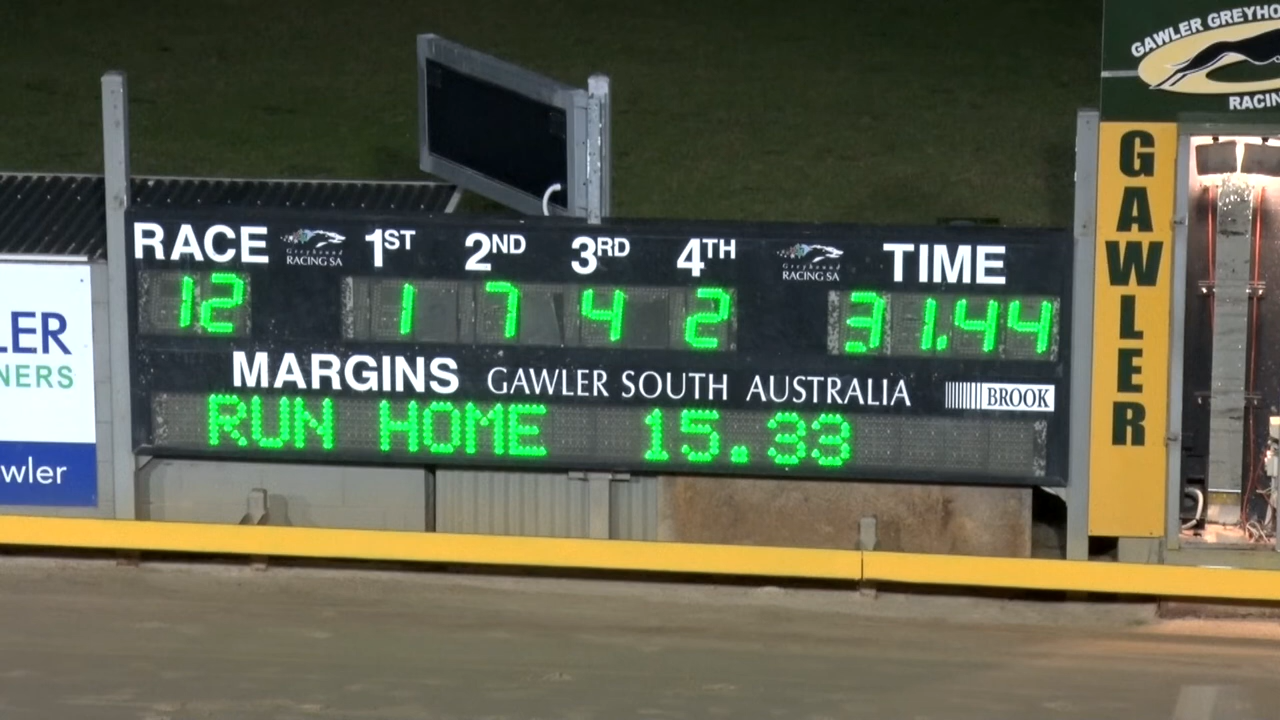 GAWLER GREYHO
RACIN
GAWLER
RACE 1ST 2ND 3RD 4TH TIME
Greyhound RACING SA
Greyhound RACING SA
12 1 7 4 2 31.44
MARGINS GAWLER SOUTH AUSTRALIA BROOK
RUN HOME 15.33
LER
NERS
wler